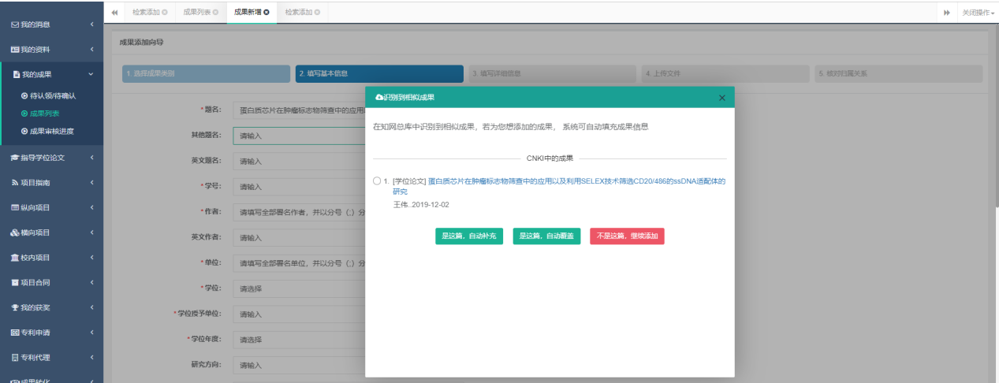 检索添加
成果列表
成果新增
检索添加
关闭操作
我的消息
我的资料
我的成果
待认领/待确认
成果列表
成果审核进度
指导学位论文
项目指南
纵向项目
横向项目
校内项目
项目合同
我的获奖
专利申请
专利代理
成果转化
成果添加向导
1. 选择成果类别
2. 填写基本信息
3. 填写详细信息
4. 上传文件
5. 核对归属关系
*题名: 蛋白质芯片在肿瘤标志物筛查中的应用
其他题名: 请输入
英文题名: 请输入
*学号: 请输入
*作者: 请填写全部署名作者，并以分号（;）分
英文作者: 请输入
*单位: 请填写全部署名单位，并以分号（;）分
*学位: 请选择
*学位授予单位: 请输入
*学位年度: 请选择
研究方向: 请输入
识别到相似成果
在知网总库中识别到相似成果，若为您想添加的成果， 系统可自动填充成果信息
CNKI中的成果
1. [学位论文] 蛋白质芯片在肿瘤标志物筛查中的应用以及利用SELEX技术筛选CD20/486的ssDNA适配体的
研究
王伟..2019-12-02
是这篇，自动补充
是这篇，自动覆盖
不是这篇，继续添加